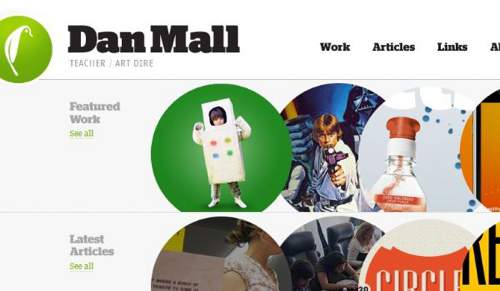 Dan Mall
TEACHER / ART DIRE
Work Articles Links
Featured
Work
See all
Latest
Articles
See all
CIRCLE